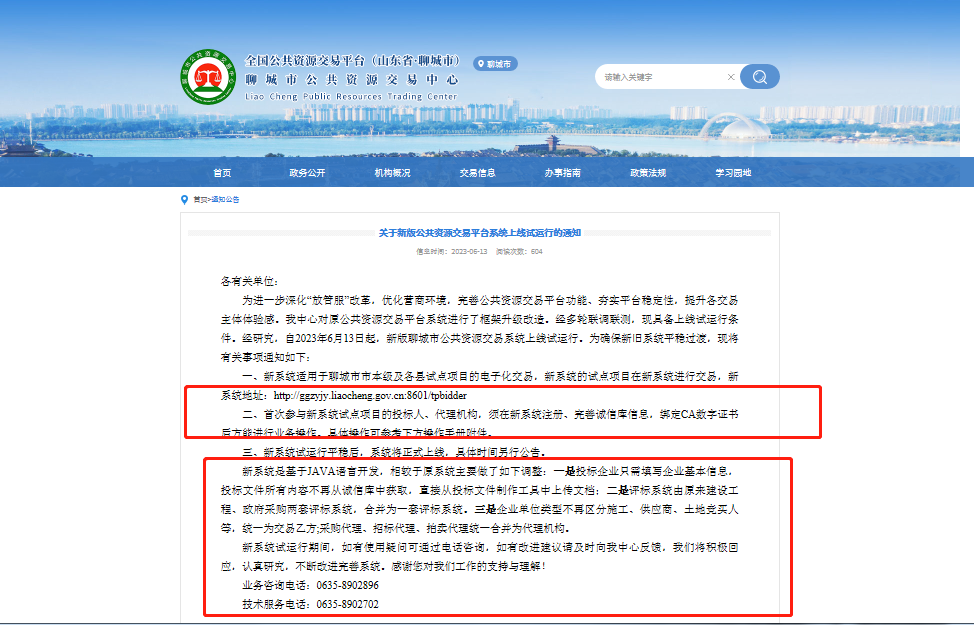 全国公共资源交易平台（山东省·聊城市）
聊城市公共资源交易中心
Liao Cheng Public Resources Trading Center
聊城市
请输入关键字
首页 政务公开 机构概况 交易信息 办事指南 政策法规 学习园地
首页>通知公告
关于新版公共资源交易平台系统上线试运行的通知
信息时间：2023-06-13 阅读次数：604
各有关单位：
为进一步深化“放管服”改革，优化营商环境，完善公共资源交易平台功能、夯实平台稳定性，提升各交易
主体体验感。我中心对原公共资源交易平台系统进行了框架升级改造。经多轮联调联测，现具备上线试运行条
件。经研究，自2023年6月13日起，新版聊城市公共资源交易系统上线试运行。为确保新旧系统平稳过渡，现将
有关事项通知如下：
一、新系统适用于聊城市市本级及各县试点项目的电子化交易，新系统的试点项目在新系统进行交易，新
系统地址：http://ggzyjy.liaocheng.gov.cn:8601/tpbidder
二、首次参与新系统试点项目的投标人、代理机构，须在新系统注册、完善诚信库信息，绑定CA数字证书
后方能进行业务操作。具体操作可参考下方操作手册附件。
三、新系统试运行平稳后，系统将正式上线，具体时间另行公告。
新系统是基于JAVA语言开发，相较于原系统主要做了如下调整：一是投标企业只需填写企业基本信息，
投标文件所有内容不再从诚信库中获取，直接从投标文件制作工具中上传文档；二是评标系统由原来建设工
程、政府采购两套评标系统，合并为一套评标系统。三是企业单位类型不再区分施工、供应商、土地竞买人
等，统一为交易乙方;采购代理、招标代理、拍卖代理统一合并为代理机构。
新系统试运行期间，如有使用疑问可通过电话咨询，如有改进建议请及时向我中心反馈，我们将积极回
应，认真研究，不断改进完善系统。感谢您对我们工作的支持与理解！
业务咨询电话：0635-8902896
技术服务电话：0635-8902702